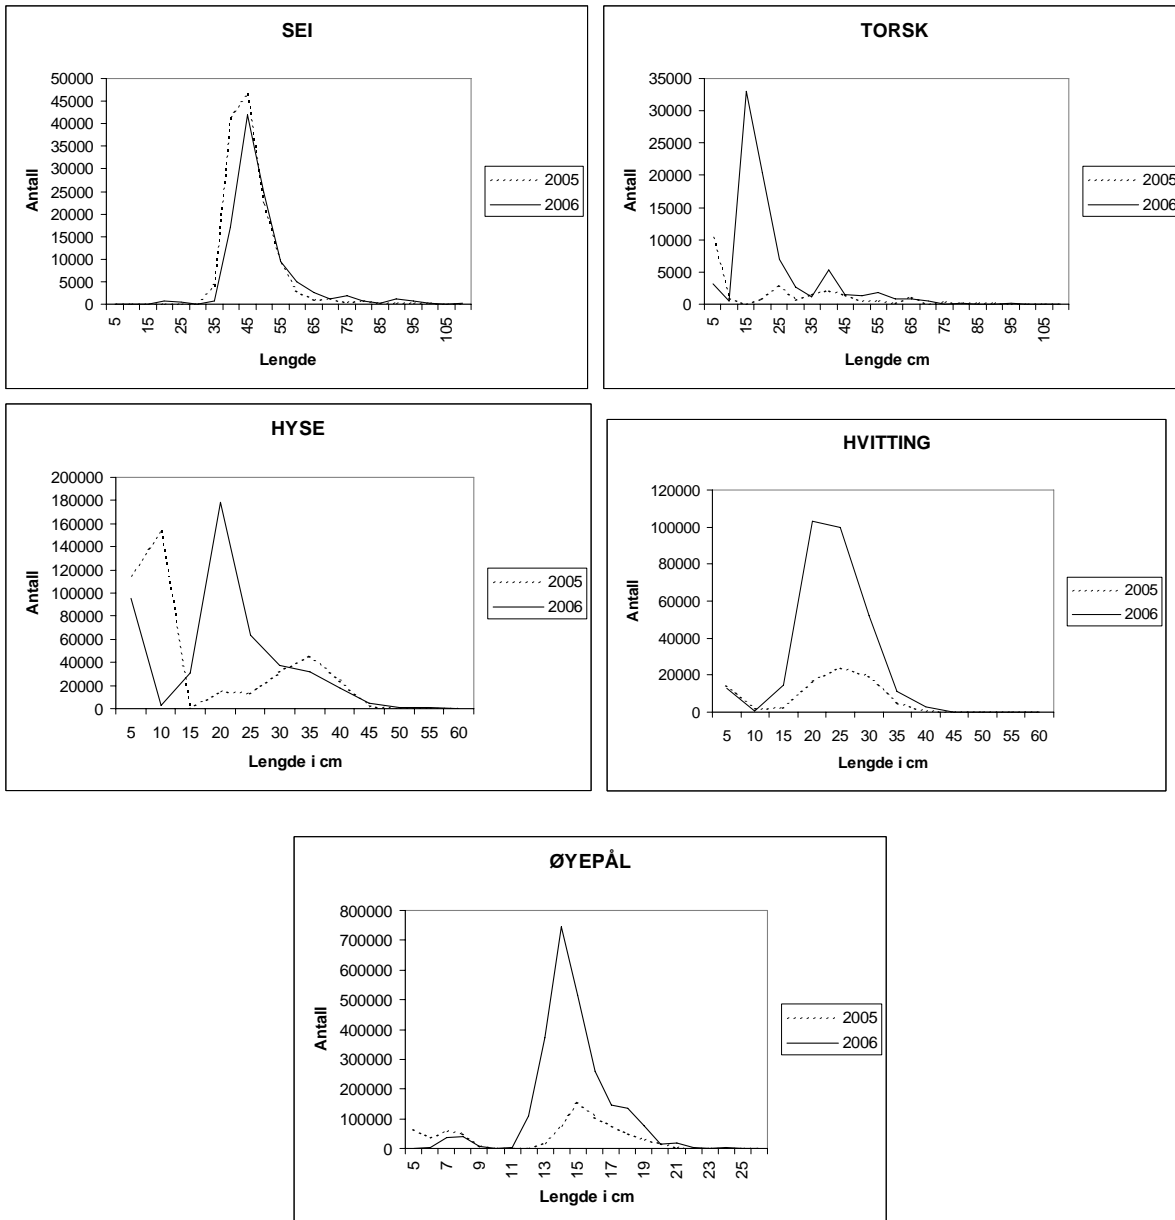 SEI
50000
45000
40000
35000
30000
25000
20000
15000
10000
5000
0
Antall
5 15 25 35 45 55 65 75 85 95 105
Lengde
2005
2006
TORSK
35000
30000
25000
20000
15000
10000
5000
0
Antall
5 15 25 35 45 55 65 75 85 95 105
Lengde cm
2005
2006
HYSE
200000
180000
160000
140000
120000
100000
80000
60000
40000
20000
0
Antall
5 10 15 20 25 30 35 40 45 50 55 60
Lengde i cm
2005
2006
HVITTING
120000
100000
80000
60000
40000
20000
0
Antall
5 10 15 20 25 30 35 40 45 50 55 60
Lengde i cm
2005
2006
ØYEPÅL
800000
700000
600000
500000
400000
300000
200000
100000
0
Antall
5 7 9 11 13 15 17 19 21 23 25
Lengde i cm
2005
2006